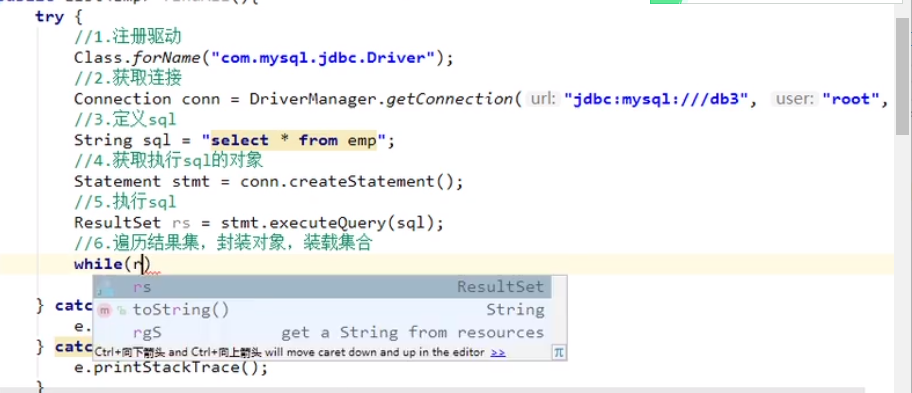 try {
//1.注册驱动
Class.forName("com.mysql.jdbc.Driver");
//2.获取连接
Connection conn = DriverManager.getConnection( url: "jdbc:mysql:///db3", user: "root",
//3.定义sql
String sql = "select * from emp";
//4.获取执行sql的对象
Statement stmt = conn.createStatement();
//5.执行sql
ResultSet rs = stmt.executeQuery(sql);
//6.遍历结果集，封装对象，装载集合
while(r)
rs ResultSet
m toString() String
rgS get a String from resources
Ctrl+向下箭头 and Ctrl+向上箭头 will move caret down and up in the editor >> π
} catc
e.
} catc
e.printStackTrace();
}